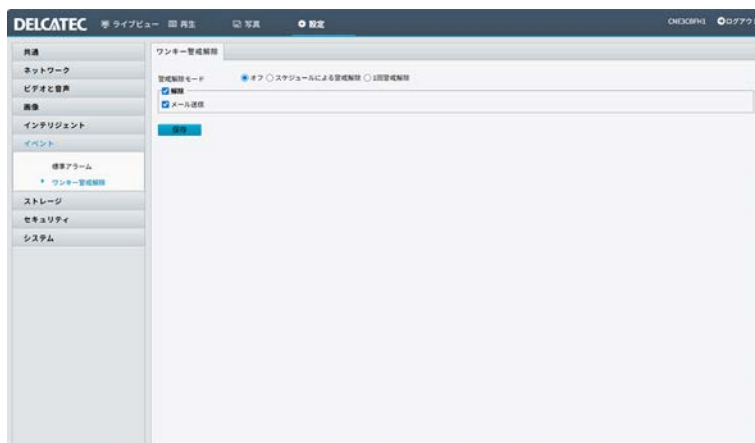 DELCATEC ライブビュー 再生 写真 設定 ログアウト
共通
ネットワーク
ビデオと音声
画像
インテリジェント
イベント
標準アラーム
ワンキー警戒解除
ストレージ
セキュリティ
システム
ワンキー警戒解除
警戒解除モード オフ スケジュールによる警戒解除 1回警戒解除
解除
メール送信
保存